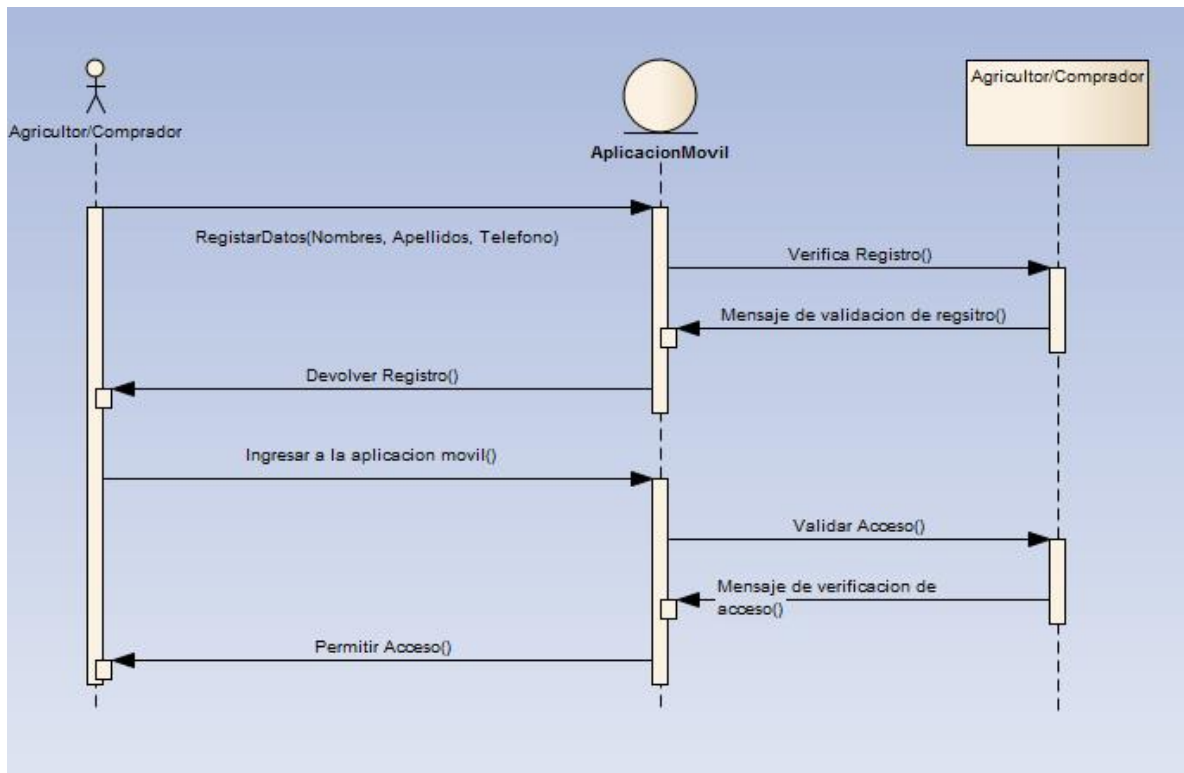 Agricultor/Comprador
AplicacionMovil
Agricultor/Comprador
RegistarDatos(Nombres, Apellidos, Telefono)
Verifica Registro()
Mensaje de validacion de regsitro()
Devolver Registro()
Ingresar a la aplicacion movil()
Validar Acceso()
Mensaje de verificacion de
acceso()
Permitir Acceso()